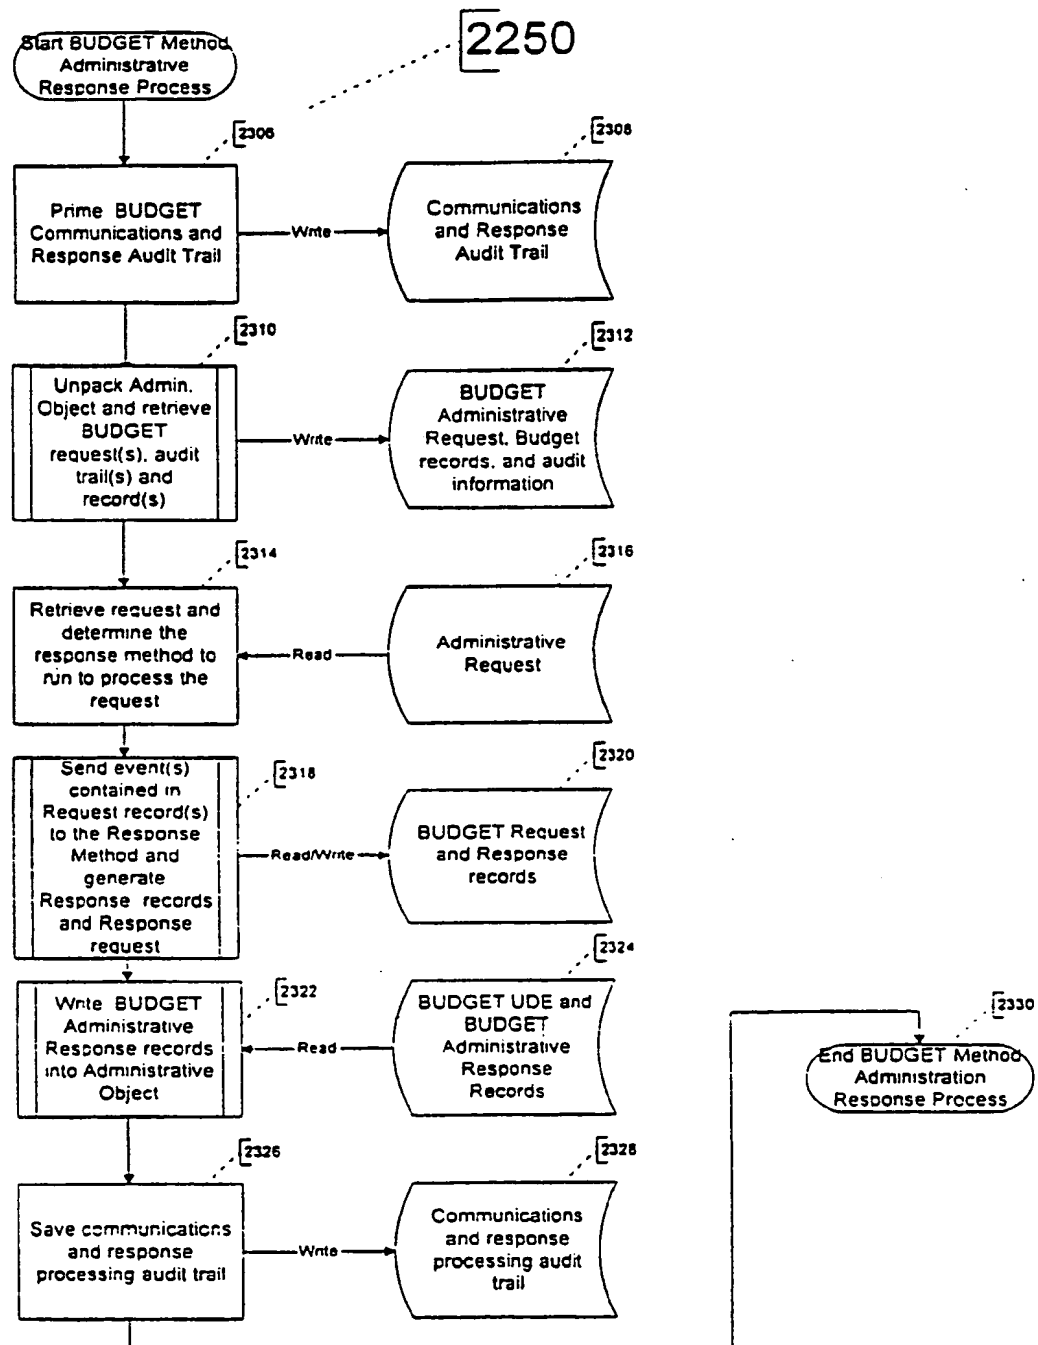 2250
Start BUDGET Method
Administrative
Response Process
2306
Prime BUDGET
Communications and
Response Audit Trail
Write
2308
Communications
and Response
Audit Trail
2310
Unpack Admin.
Object and retrieve
BUDGET
request(s), audit
trail(s) and
record(s)
Write
2312
BUDGET
Administrative
Request, Budget
records, and audit
information
2314
Retrieve request and
determine the
response method to
run to process the
request
Read
2316
Administrative
Request
2318
Send event(s)
contained in
Request record(s)
to the Response
Method and
generate
Response records
and Response
request
Read/Write
2320
BUDGET Request
and Response
records
2322
Write BUDGET
Administrative
Response records
into Administrative
Object
Read
2324
BUDGET UDE and
BUDGET
Administrative
Response
Records
2326
Save communications
and response
processing audit trail
Write
2328
Communications
and response
processing audit
trail
2330
End BUDGET Method
Administration
Response Process